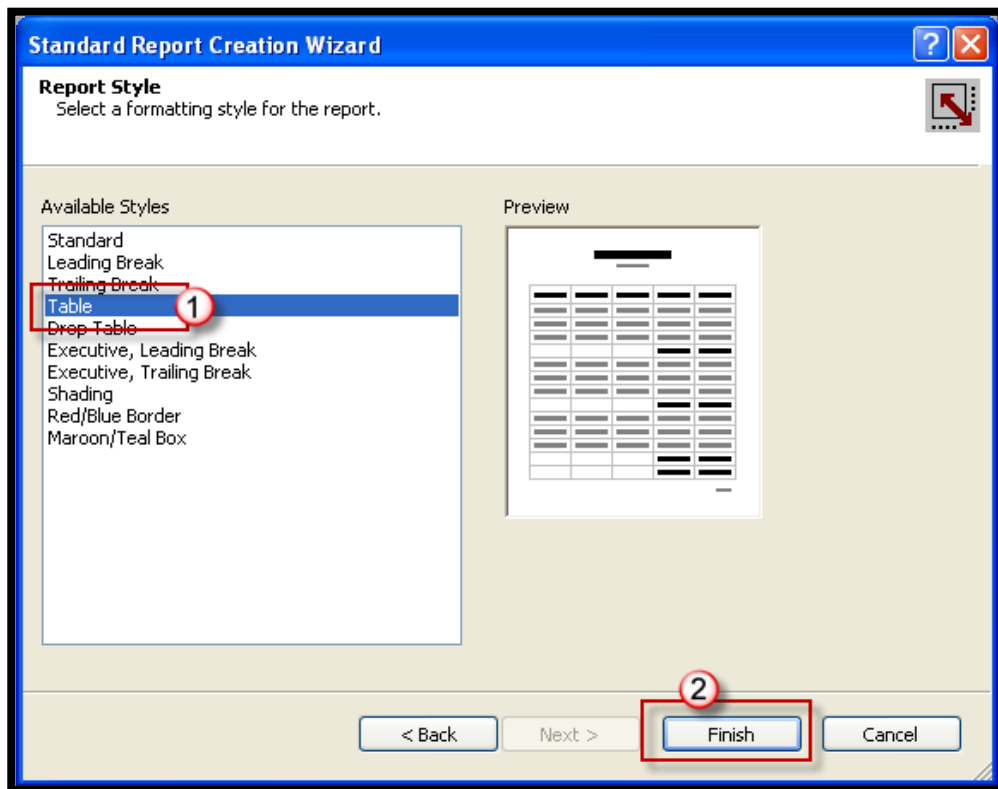 Standard Report Creation Wizard
Report Style
Select a formatting style for the report.
Available Styles
Preview
Standard
Leading Break
Trailing Break
Table
1
Drop Table
Executive, Leading Break
Executive, Trailing Break
Shading
Red/Blue Border
Maroon/Teal Box
2
< Back
Next >
Finish
Cancel